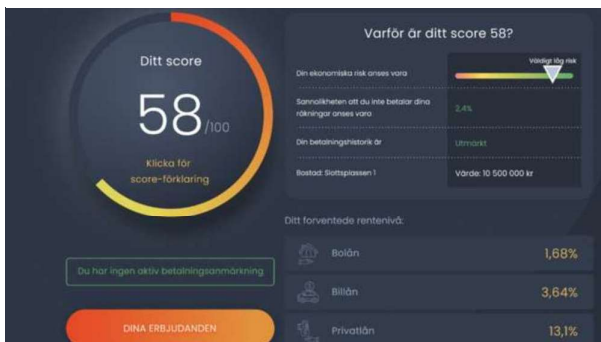 Ditt score
58/100
Klicka för
score-förklaring
Du har ingen aktiv betalningsanmärkning
DINA ERBJUDANDEN
Varför är ditt score 58?
Din ekonomiska risk anses vara
Väldigt låg risk
Sannolikheten att du inte betalar dina
räkningar anses vara
2,4%
Din betalningshistorik är
Utmärkt
Bostad: Slottsplassen 1
Värde: 10 500 000 kr
Ditt forventede rentenivå:
Bolån
1,68%
Billån
3,64%
Privatlån
13,1%